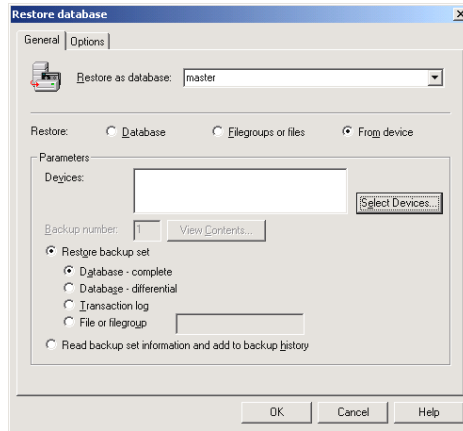 Restore database
General
Options
Restore as database: master
Restore: Database Filegroups or files From device
Parameters
Devices:
Select Devices...
Backup number: 1 View Contents...
Restore backup set
Database - complete
Database - differential
Transaction log
File or filegroup
Read backup set information and add to backup history
OK Cancel Help